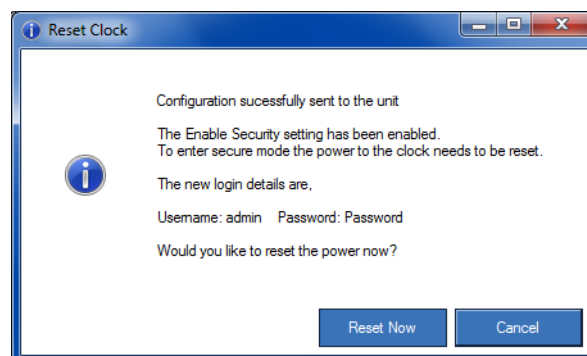 Reset Clock
Configuration sucessfully sent to the unit
The Enable Security setting has been enabled.
To enter secure mode the power to the clock needs to be reset.
The new login details are,
Username: admin Password: Password
Would you like to reset the power now?
Reset Now
Cancel